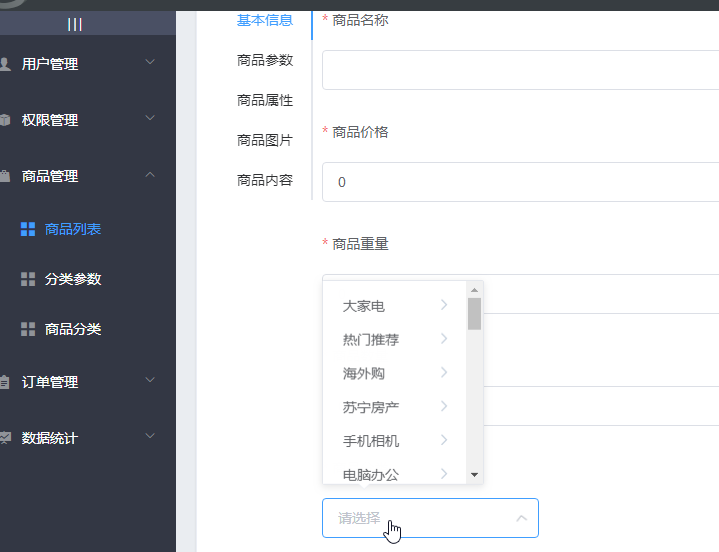 |||
用户管理
权限管理
商品管理
商品列表
分类参数
商品分类
订单管理
数据统计
基本信息
商品参数
商品属性
商品图片
商品内容
* 商品名称
* 商品价格
0
* 商品重量
大家电
热门推荐
海外购
苏宁房产
手机相机
电脑办公
请选择